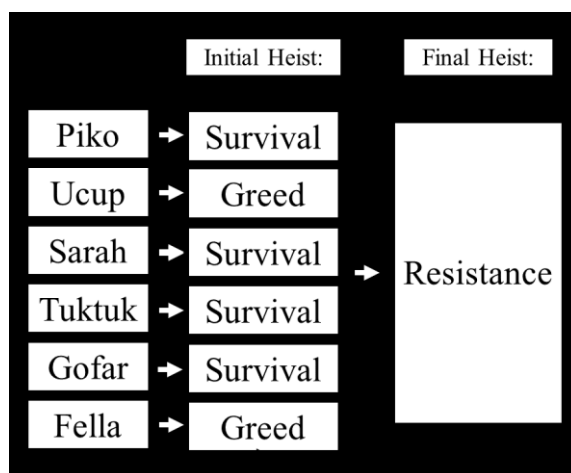 Initial Heist: Final Heist:
Piko Survival
Ucup Greed
Sarah Survival
Resistance
Tuktuk Survival
Gofar Survival
Fella Greed